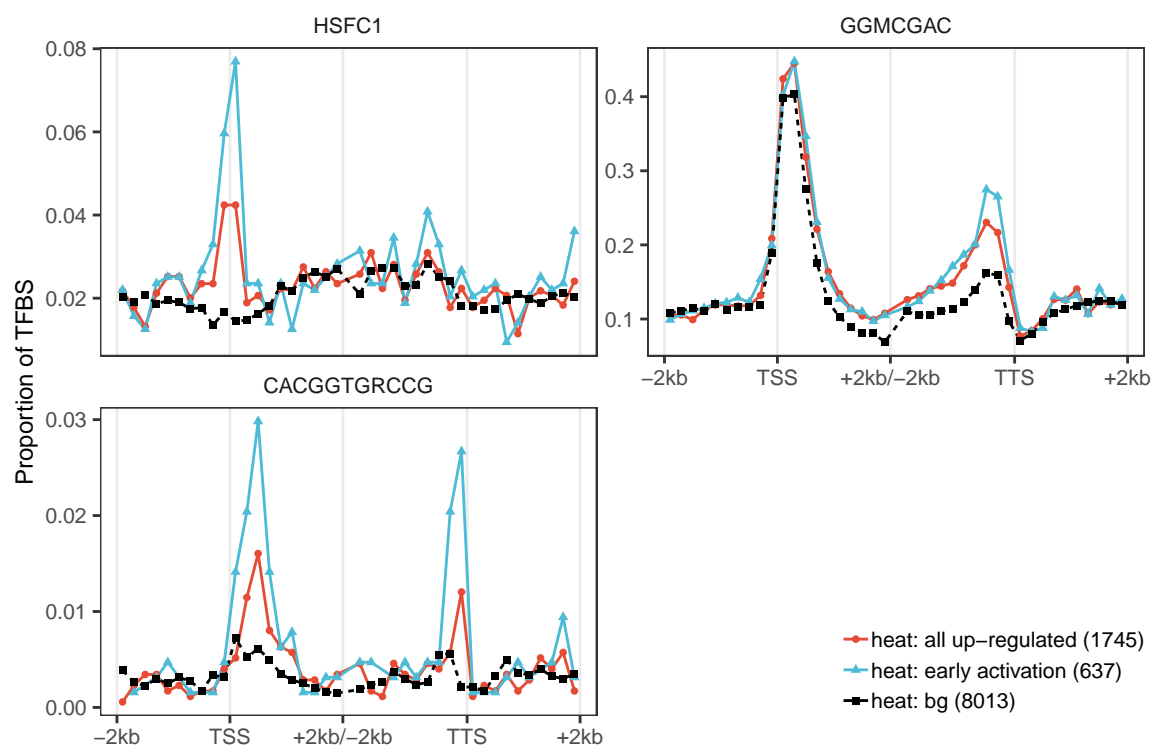 HSFC1
GGMCGAC
0.08
0.06
0.04
0.02
0.4
0.3
0.2
0.1
−2kb TSS +2kb/−2kb TTS +2kb
CACGGTGRCCG
Proportion of TFBS
0.03
0.02
0.01
0.00
−2kb TSS +2kb/−2kb TTS +2kb
heat: all up−regulated (1745)
heat: early activation (637)
heat: bg (8013)